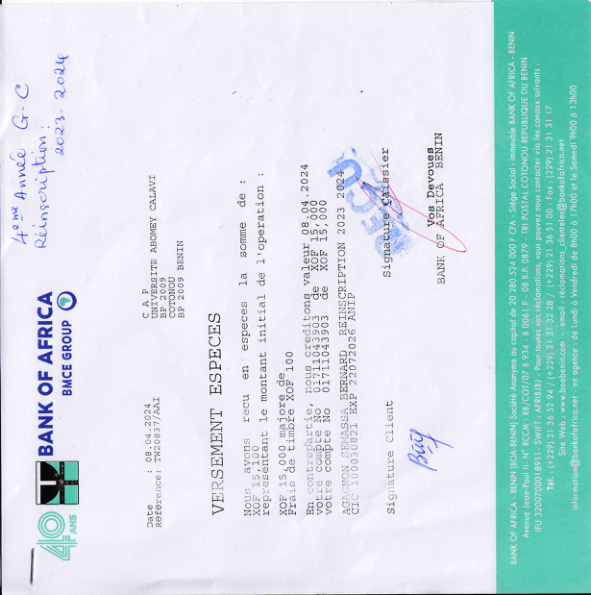 40 ANS
BANK OF AFRICA
BMCE GROUP
4eme Année G-C
Réinscription:
2023-2024
Date : 08.04.2024
Référence: TW20837/AAI
C A P
UNIVERSITE ABOMEY CALAVI
BP 2009
COTONOU
BP 2009 BENIN
VERSEMENT ESPECES
Nous avons recu en especes la somme de :
XOF 15,100
representant le montant initial de l'operation :
XOF 15,000 majore de
Frais de timbre XOF 100
En contrepartie, nous creditons valeur 08.04.2024
votre compte No 01711043903 de XOF 15,000
votre compte No 01711043903 de XOF 15,000
SEMASSA BERNARD REINSCRIPTION 2023 2024
CIC 100030821 EXP 22072026 ANIP
Signature Client
Signature Caissier
Vos Devoues
BANK OF AFRICA BENIN
BANK OF AFRICA - BENIN (BOA-BENIN) Société Anonyme au capital de 20 280 524 000 F CFA - Siège Social : Immeuble BANK OF AFRICA - BENIN
Avenue Jean-Paul II - N° RCCM : RB/COT/07 B 934 - B 0061 F - 08 B.P. 0879 - TRI POSTAL COTONOU REPUBLIQUE DU BENIN
IFU 3200700018911 - SWIFT : AFRIBJBJ - Pour toutes vos réclamations, vous pouvez nous contacter via les canaux suivants :
Tél. : (+229) 21 36 52 94 / (+229) 21 31 32 28 / (+229) 21 36 51 00 - Fax : (+229) 21 31 31 17
Site Web : www.boabenin.com - email : reclamations_clienteles@bankofafrica.net
information@bankofafrica.net en agence : de Lundi à Vendredi de 8h00 à 17h00 et le Samedi 9h00 à 13h00